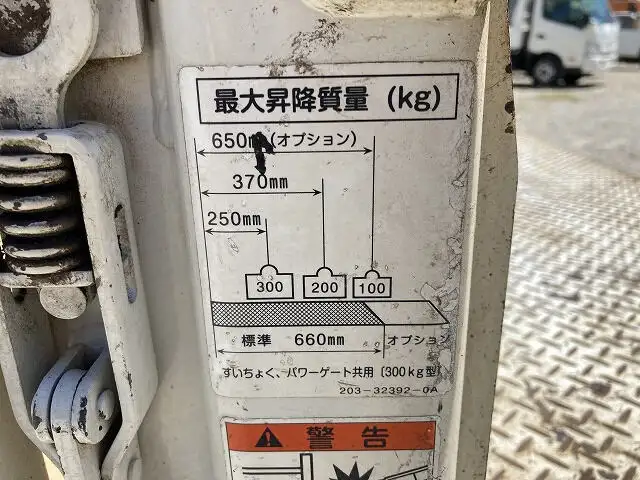 最大昇降質量 (kg)
650mm(オプション)
370mm
250mm
300 200 100
標準 660mm オプション
すいちょく、パワーゲート共用〔300kg型〕
203-32392-0A
警告